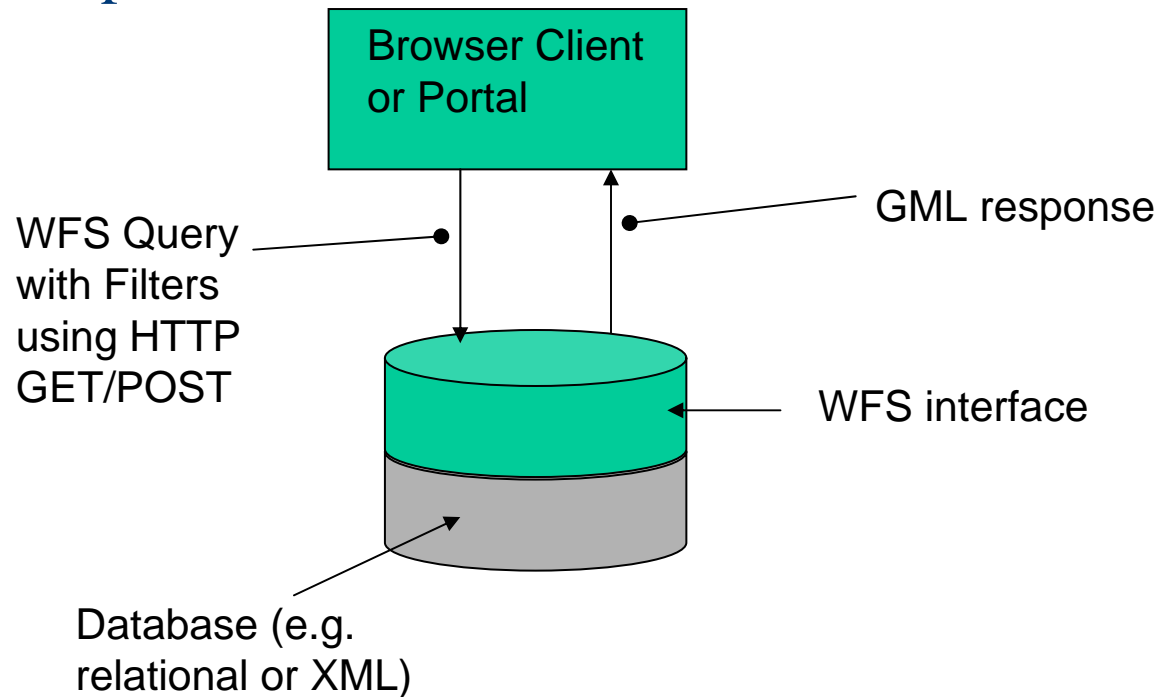 Browser Client
or Portal
GML response
WFS Query
with Filters
using HTTP
GET/POST
WFS interface
Database (e.g.
relational or XML)